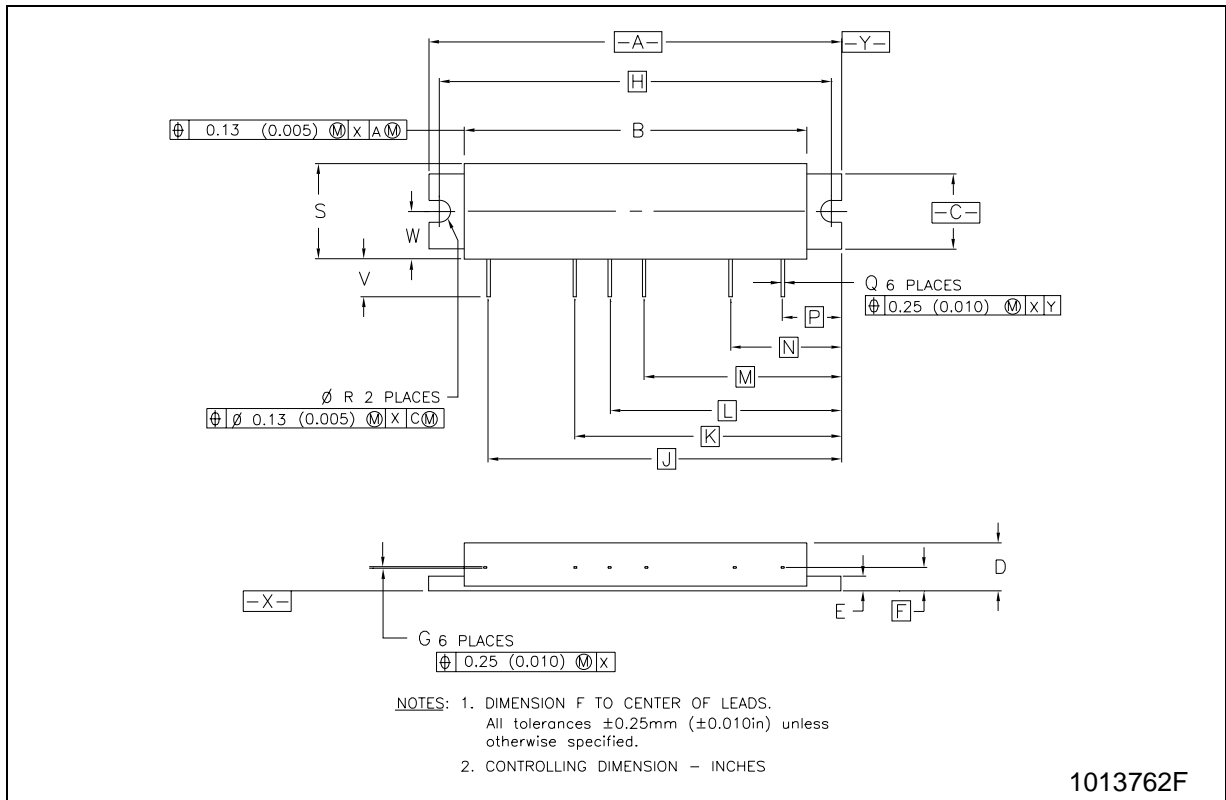 -A-
-Y-
H
⌖ 0.13 (0.005) Ⓜ X A Ⓜ
B
S
W
-C-
V
Q 6 PLACES
⌖ 0.25 (0.010) Ⓜ X Y
P
N
M
Ø R 2 PLACES
⌖ Ø 0.13 (0.005) Ⓜ X C Ⓜ
L
K
J
D
-X-
E
F
G 6 PLACES
⌖ 0.25 (0.010) Ⓜ X
NOTES: 1. DIMENSION F TO CENTER OF LEADS.
All tolerances ±0.25mm (±0.010in) unless
otherwise specified.
2. CONTROLLING DIMENSION – INCHES
1013762F